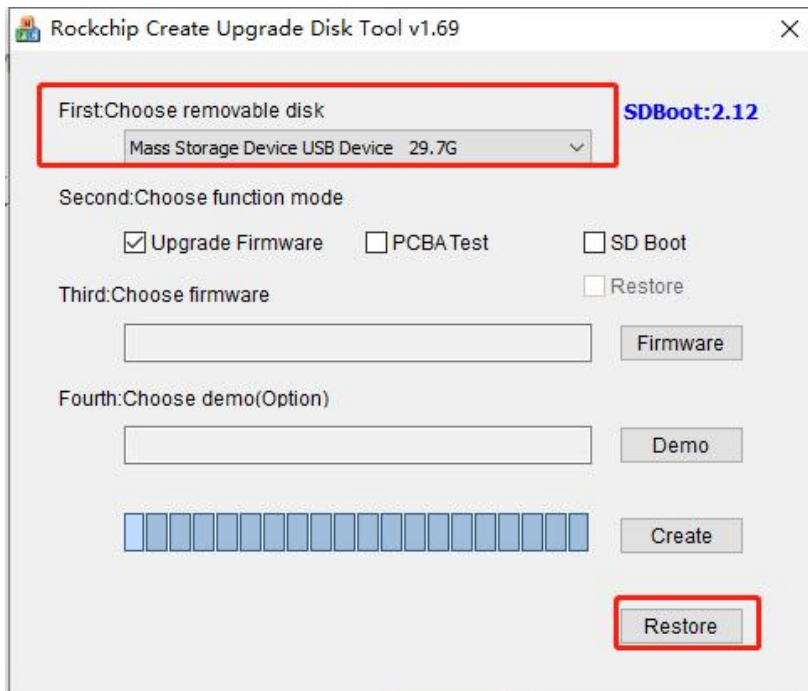 Rockchip Create Upgrade Disk Tool v1.69
First:Choose removable disk
SDBoot:2.12
Mass Storage Device USB Device 29.7G
Second:Choose function mode
Upgrade Firmware PCBA Test SD Boot
Third:Choose firmware
Restore
Firmware
Fourth:Choose demo(Option)
Demo
Create
Restore